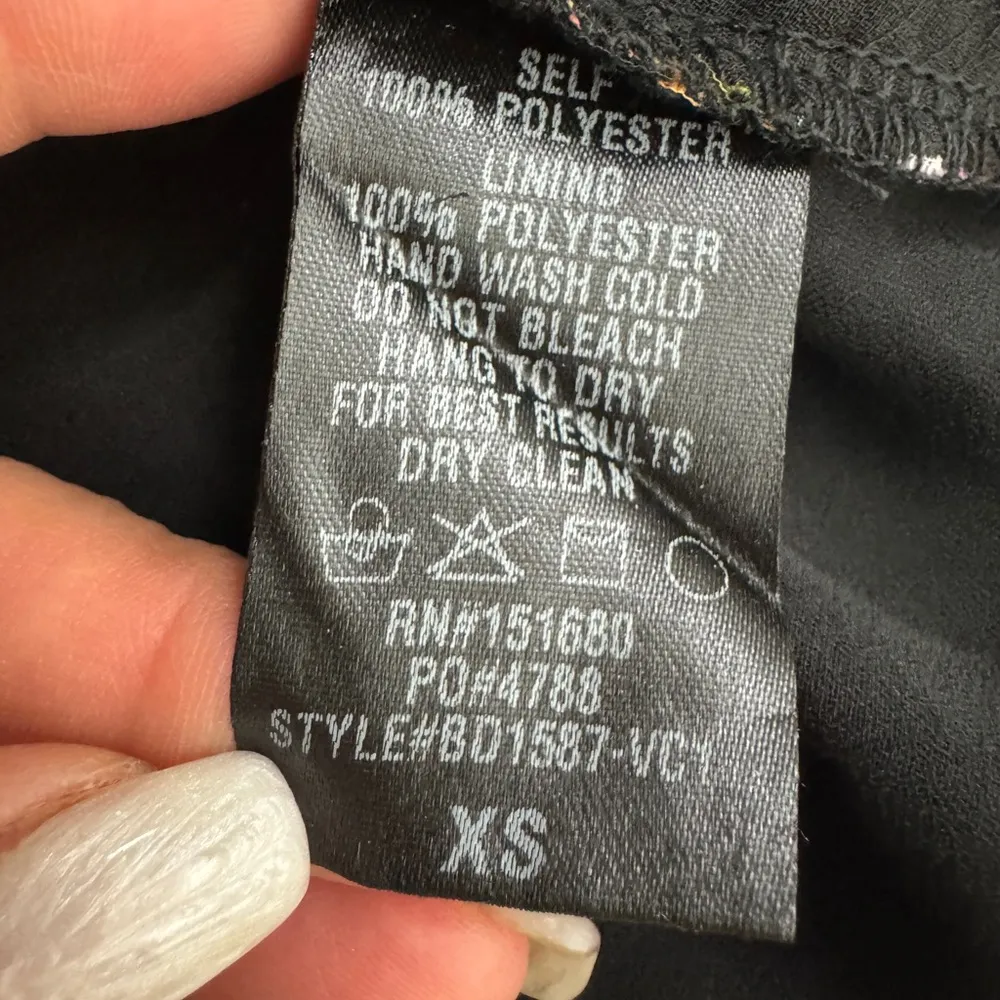 SELF
100% POLYESTER
LINING
100% POLYESTER
HAND WASH COLD
DO NOT BLEACH
HANG TO DRY
FOR BEST RESULTS
DRY CLEAN
RN#151680
PO#4788
STYLE#BD1587-VCY
XS